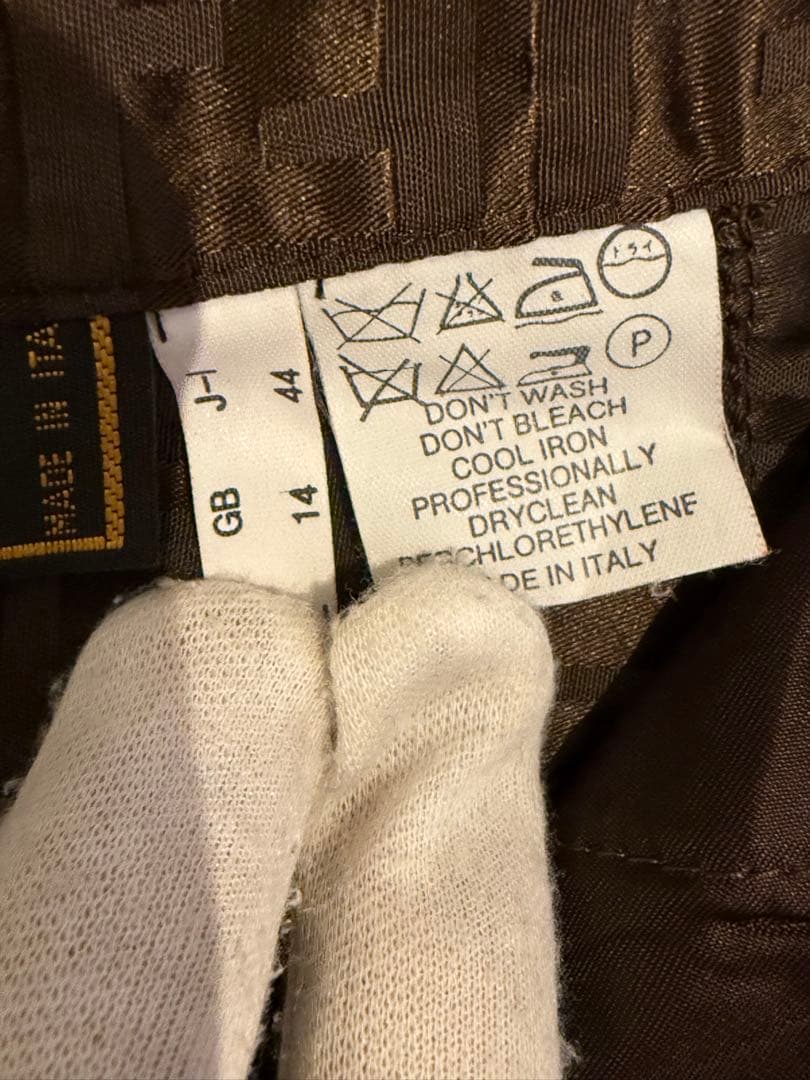 MADE IN ITA
J-I 44
GB 14
ドライ
P
DON'T WASH
DON'T BLEACH
COOL IRON
PROFESSIONALLY
DRYCLEAN
CHLORETHYLENE
DE IN ITALY